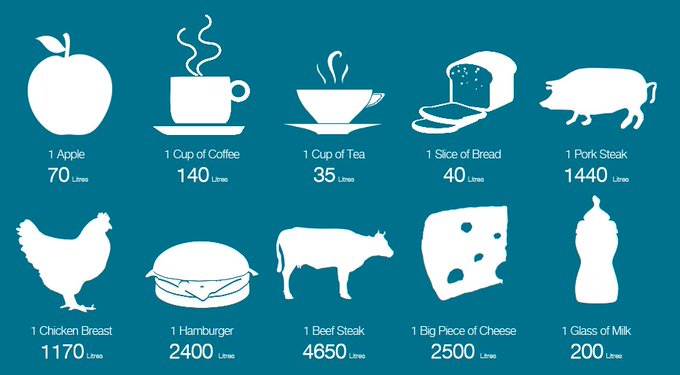 1 Apple
70 Litres
1 Cup of Coffee
140 Litres
1 Cup of Tea
35 Litres
1 Slice of Bread
40 Litres
1 Pork Steak
1440 Litres
1 Chicken Breast
1170 Litres
1 Hamburger
2400 Litres
1 Beef Steak
4650 Litres
1 Big Piece of Cheese
2500 Litres
1 Glass of Milk
200 Litres